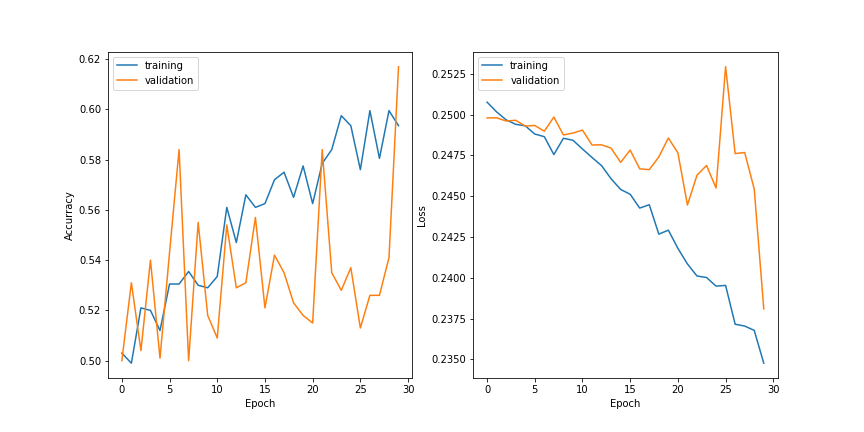 training
validation
0.62
0.60
0.58
0.56
0.54
0.52
0.50
Accurracy
0 5 10 15 20 25 30
Epoch
training
validation
0.2525
0.2500
0.2475
0.2450
0.2425
0.2400
0.2375
0.2350
Loss
0 5 10 15 20 25 30
Epoch